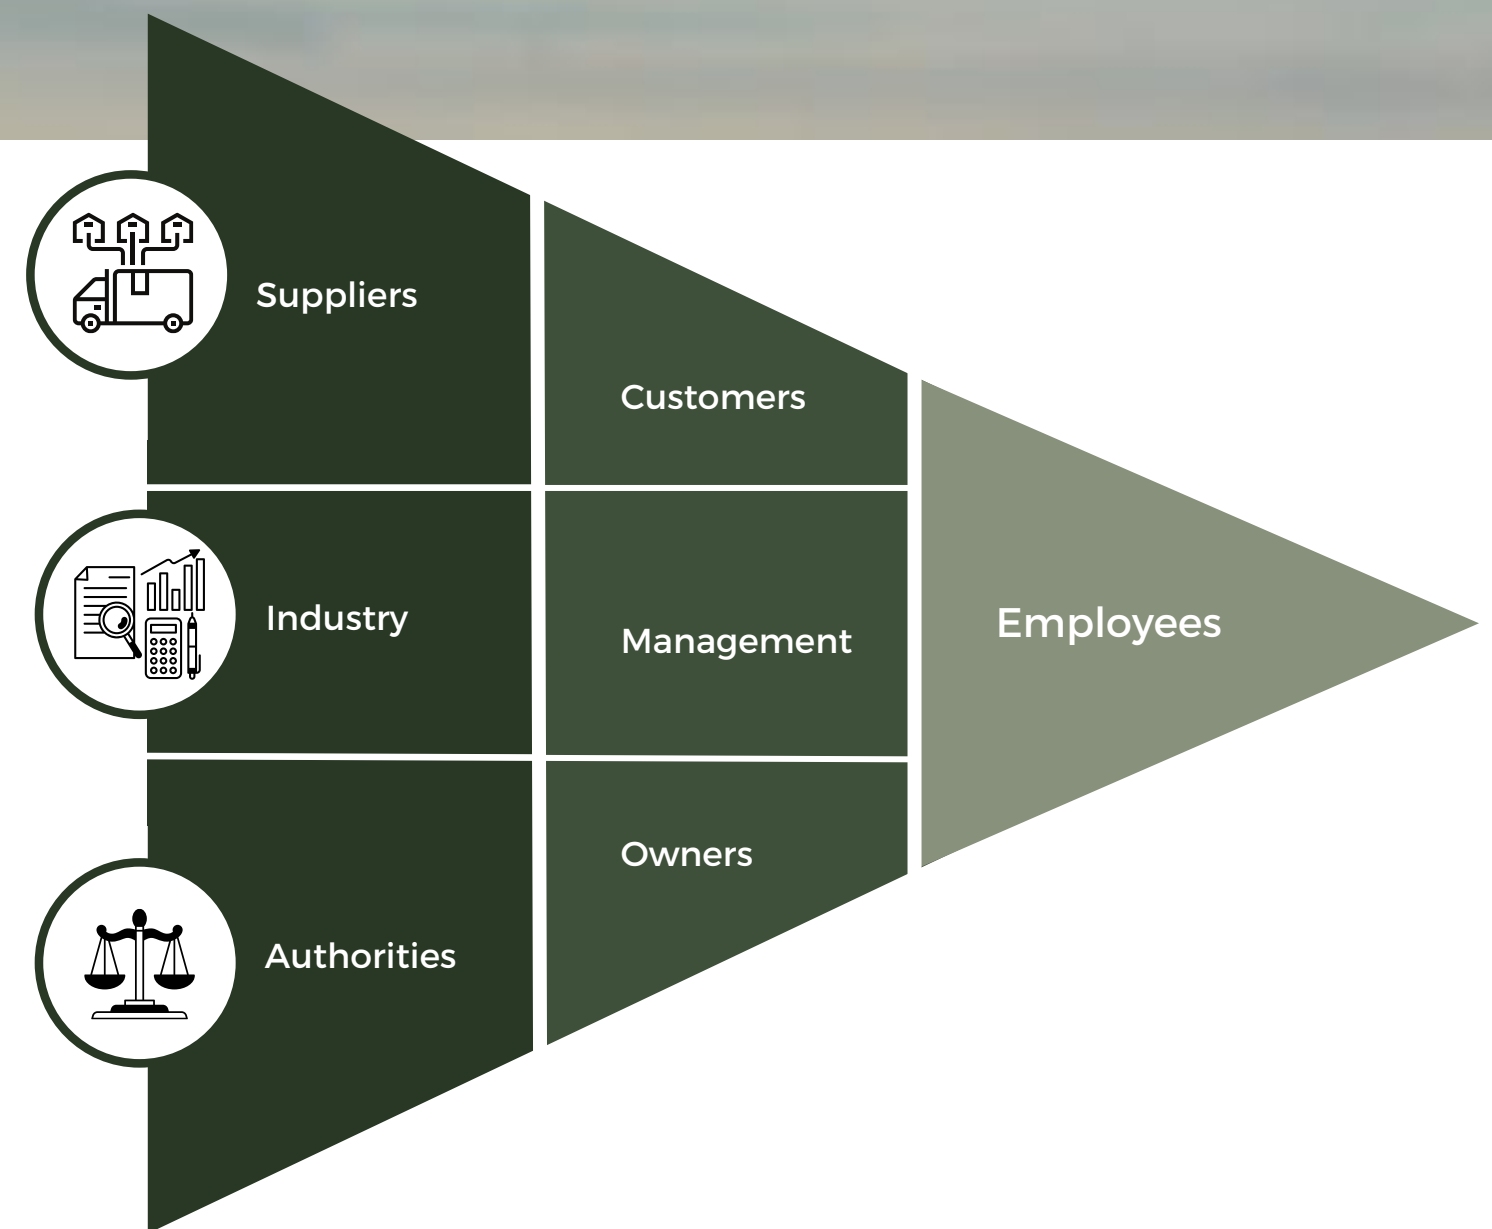 Suppliers
Customers
Industry
Management
Employees
Owners
Authorities